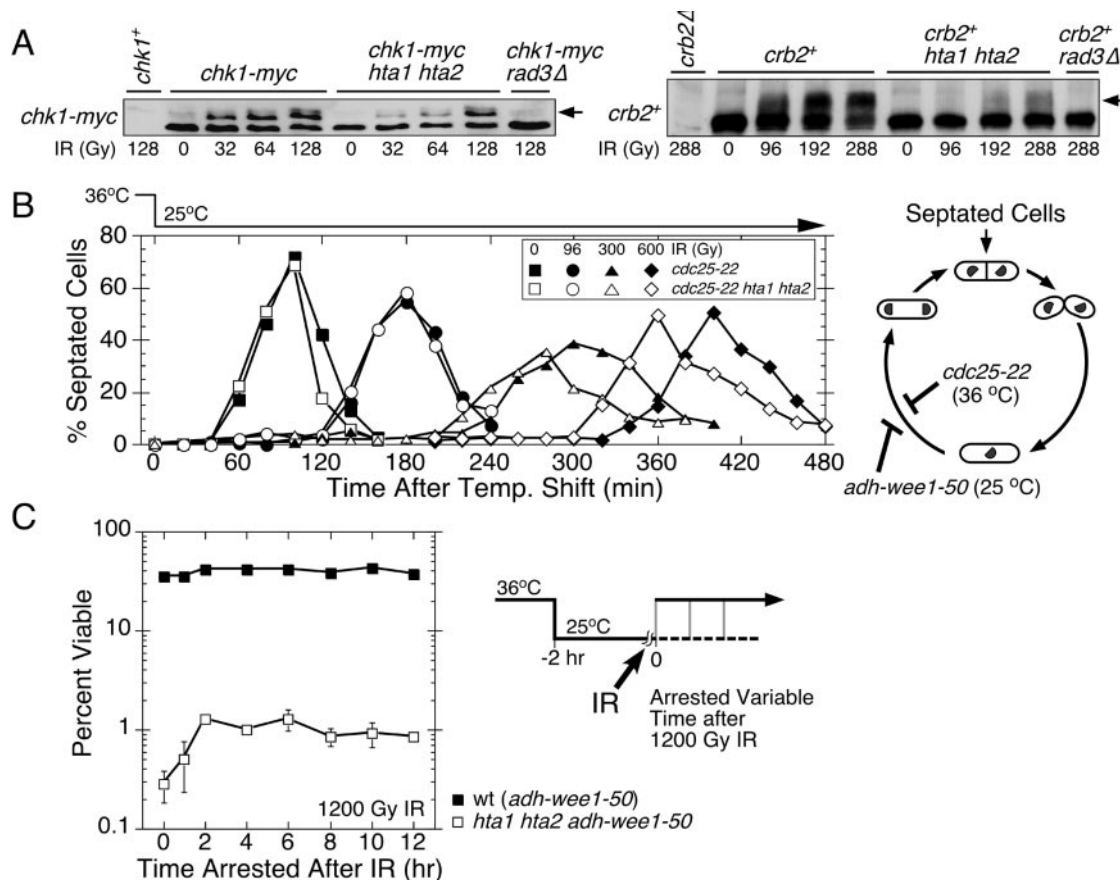 A
chk1+
chk1-myc
chk1-myc
hta1 hta2
chk1-myc
rad3Δ
chk1-myc
IR (Gy)
128 0 32 64 128 0 32 64 128 128
crb2Δ
crb2+
crb2+
hta1 hta2
crb2+
rad3Δ
crb2+
IR (Gy)
288 0 96 192 288 0 96 192 288 288
B
36°C
25°C
80
60
40
20
0
% Septated Cells
0 96 300 600 IR (Gy)
cdc25-22
cdc25-22 hta1 hta2
0 60 120 180 240 300 360 420 480
Time After Temp. Shift (min)
Septated Cells
cdc25-22
(36 °C)
adh-wee1-50 (25 °C)
C
100
10
1
0.1
Percent Viable
1200 Gy IR
0 2 4 6 8 10 12
Time Arrested After IR (hr)
wt (adh-wee1-50)
hta1 hta2 adh-wee1-50
36°C
25°C
-2 hr
0
IR
Arrested Variable
Time after
1200 Gy IR